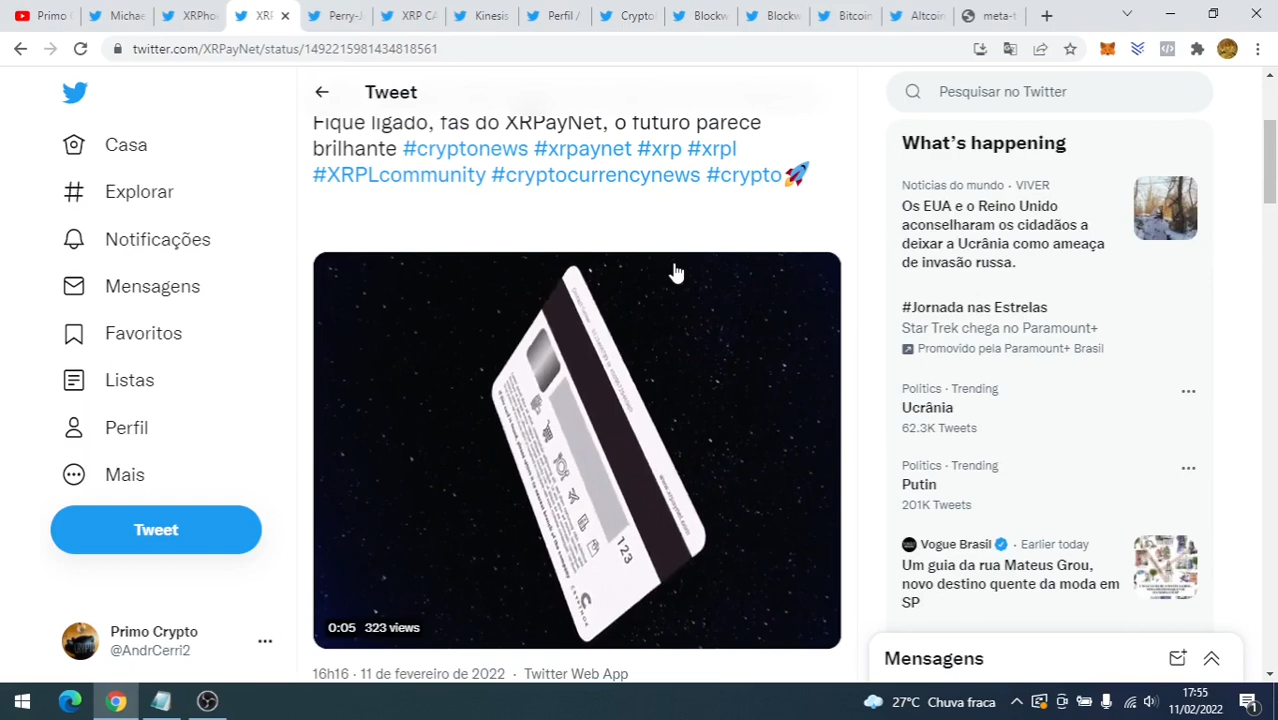 Primo
Michae
XRPho
XRF
Perry-J
XRP CA
Kinesis
Perfil /
Crypto
Blockw
Blockw
Bitcoin
Altcoin
meta-t
twitter.com/XRPayNet/status/1492215981434818561
Tweet
Pesquisar no Twitter
Fique ligado, fãs do XRPayNet, o futuro parece
brilhante #cryptonews #xrpaynet #xrp #xrpl
#XRPLcommunity #cryptocurrencynews #crypto🚀
Casa
Explorar
Notificações
Mensagens
Favoritos
Listas
Perfil
Mais
Tweet
Primo Crypto
@AndrCerri2
123
www.xrpaynet.com
0:05 323 views
16h16 · 11 de fevereiro de 2022 · Twitter Web App
What's happening
Notícias do mundo · VIVER
Os EUA e o Reino Unido
aconselharam os cidadãos a
deixar a Ucrânia como ameaça
de invasão russa.
#Jornada nas Estrelas
Star Trek chega no Paramount+
Promovido pela Paramount+ Brasil
Politics · Trending
Ucrânia
62.3K Tweets
Politics · Trending
Putin
201K Tweets
Vogue Brasil · Earlier today
Um guia da rua Mateus Grou,
novo destino quente da moda em
SP
Mensagens
27°C Chuva fraca
17:55
11/02/2022
1